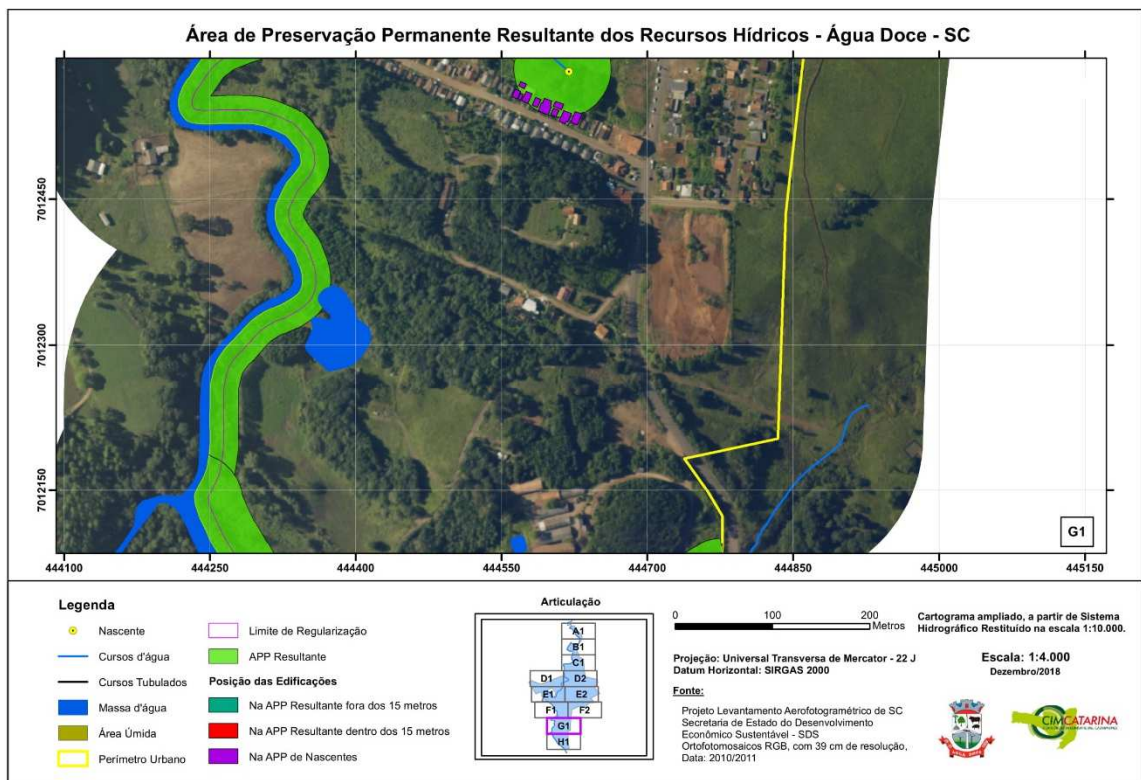 Área de Preservação Permanente Resultante dos Recursos Hídricos - Água Doce - SC
7012450
7012300
7012150
G1
444100 444250 444400 444550 444700 444850 445000 445150
Legenda
Nascente
Cursos d'água
Cursos Tubulados
Massa d'água
Área Úmida
Perímetro Urbano
Limite de Regularização
APP Resultante
Posição das Edificações
Na APP Resultante fora dos 15 metros
Na APP Resultante dentro dos 15 metros
Na APP de Nascentes
Articulação
A1
B1
C1
D1 D2
E1 E2
F1 F2
G1
H1
0 100 200
Metros
Projeção: Universal Transversa de Mercator - 22 J
Datum Horizontal: SIRGAS 2000
Fonte:
Projeto Levantamento Aerofotogramétrico de SC
Secretaria de Estado do Desenvolvimento
Econômico Sustentável - SDS
Ortofotomosaicos RGB, com 39 cm de resolução,
Data: 2010/2011
Cartograma ampliado, a partir de Sistema
Hidrográfico Restituído na escala 1:10.000.
Escala: 1:4.000
Dezembro/2018
CIMCATARINA